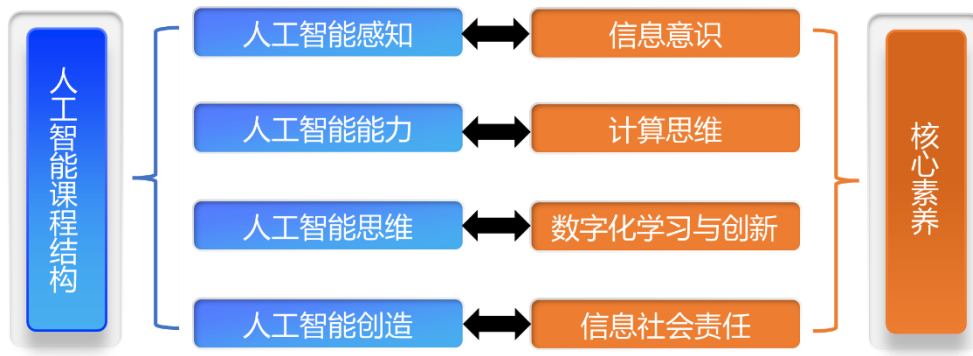 人工智能课程结构
人工智能感知
信息意识
人工智能能力
计算思维
人工智能思维
数字化学习与创新
人工智能创造
信息社会责任
核心素养